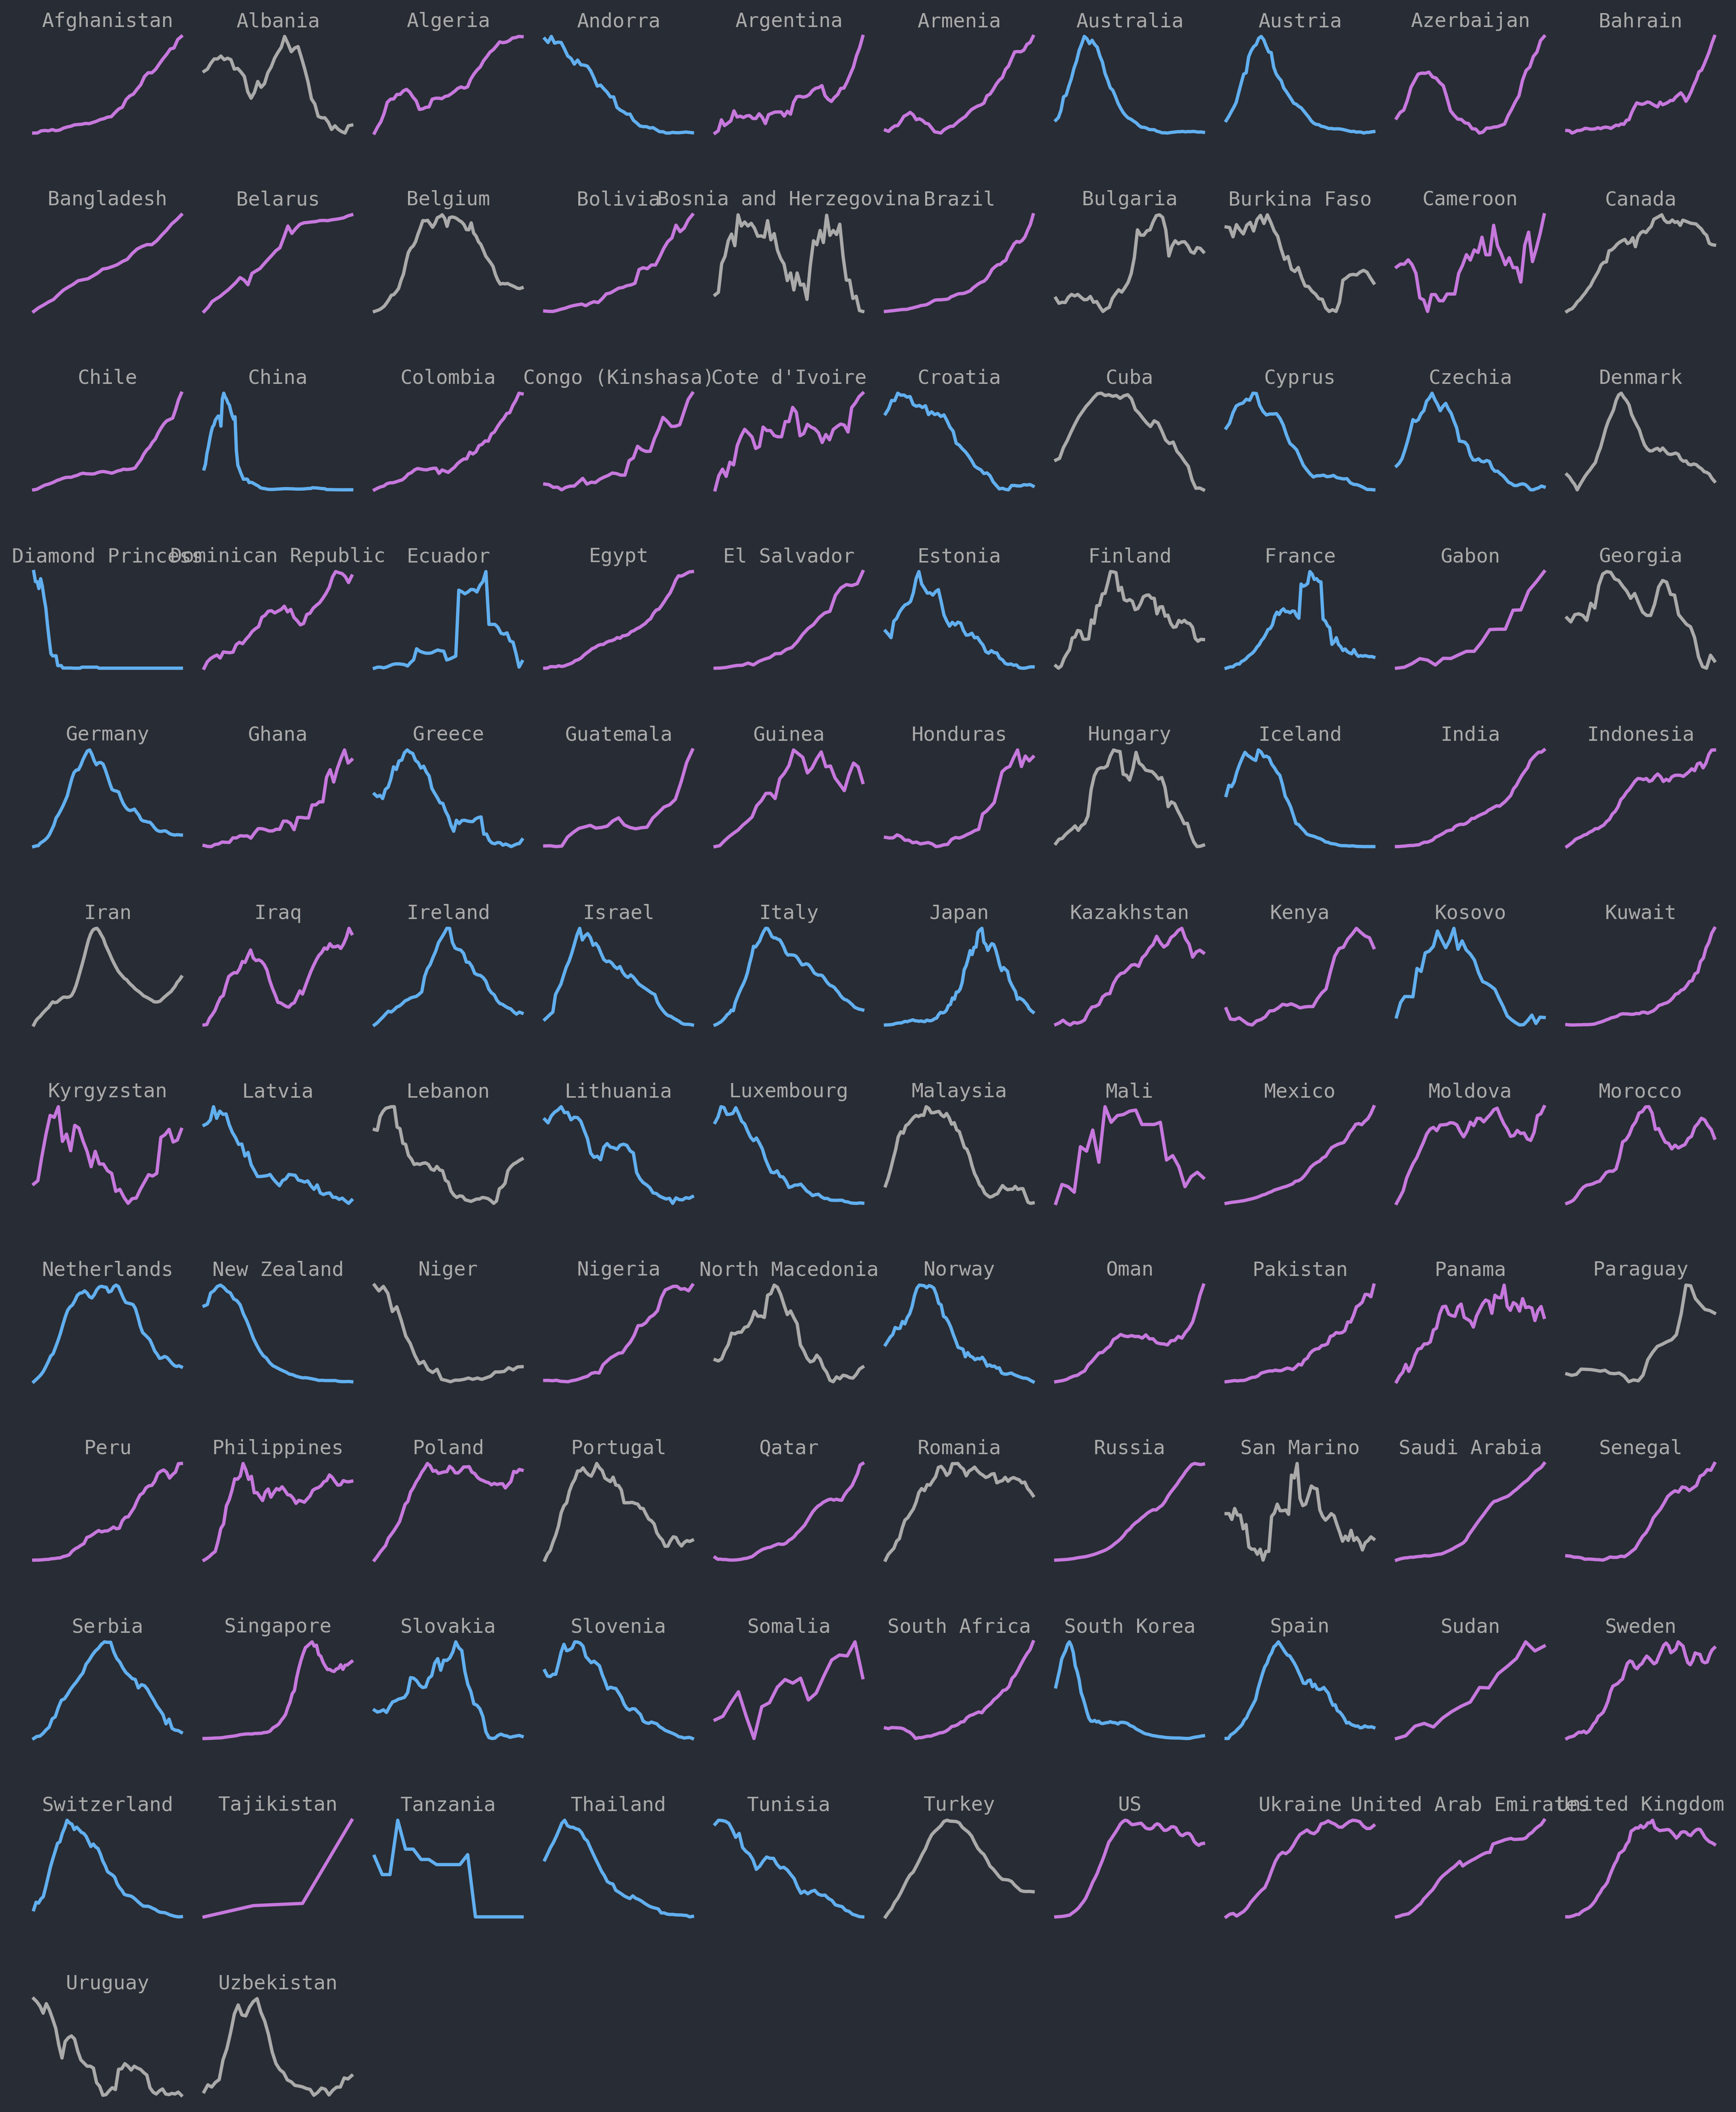 Afghanistan Albania Algeria Andorra Argentina Armenia Australia Austria Azerbaijan Bahrain
Bangladesh Belarus Belgium Bolivia Bosnia and Herzegovina Brazil Bulgaria Burkina Faso Cameroon Canada
Chile China Colombia Congo (Kinshasa) Cote d'Ivoire Croatia Cuba Cyprus Czechia Denmark
Diamond Princess Dominican Republic Ecuador Egypt El Salvador Estonia Finland France Gabon Georgia
Germany Ghana Greece Guatemala Guinea Honduras Hungary Iceland India Indonesia
Iran Iraq Ireland Israel Italy Japan Kazakhstan Kenya Kosovo Kuwait
Kyrgyzstan Latvia Lebanon Lithuania Luxembourg Malaysia Mali Mexico Moldova Morocco
Netherlands New Zealand Niger Nigeria North Macedonia Norway Oman Pakistan Panama Paraguay
Peru Philippines Poland Portugal Qatar Romania Russia San Marino Saudi Arabia Senegal
Serbia Singapore Slovakia Slovenia Somalia South Africa South Korea Spain Sudan Sweden
Switzerland Tajikistan Tanzania Thailand Tunisia Turkey US Ukraine United Arab Emirates United Kingdom
Uruguay Uzbekistan